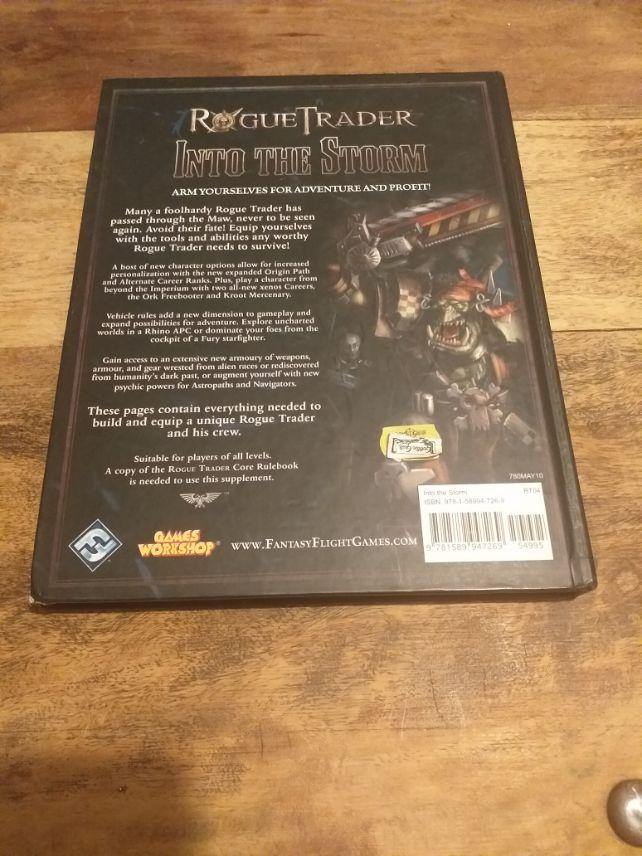 ROGUE TRADER
INTO THE STORM
ARM YOURSELVES FOR ADVENTURE AND PROFIT!
Many a foolhardy Rogue Trader has
passed through the Maw, never to be seen
again. Avoid their fate! Equip yourselves
with the tools and abilities any worthy
Rogue Trader needs to survive!
A host of new character options allow for increased
personalization with the new expanded Origin Path
and Alternate Career Ranks. Plus, play a character from
beyond the Imperium with two all-new xenos Careers,
the Ork Freebooter and Kroot Mercenary.
Vehicle rules add a new dimension to gameplay and
expand possibilities for adventure. Explore uncharted
worlds in a Rhino APC or dominate your foes from the
cockpit of a Fury starfighter.
Gain access to an extensive new armoury of weapons,
armour, and gear wrested from alien races or rediscovered
from humanity's dark past, or augment yourself with new
psychic powers for Astropaths and Navigators.
These pages contain everything needed to
build and equip a unique Rogue Trader
and his crew.
Suitable for players of all levels.
A copy of the ROGUE TRADER Core Rulebook
is needed to use this supplement.
780MAY10
Into the Storm RT04
ISBN: 978-1-58994-726-9
9 781589 947269 54995
GAMES
WORKSHOP
www.FantasyFlightGames.com